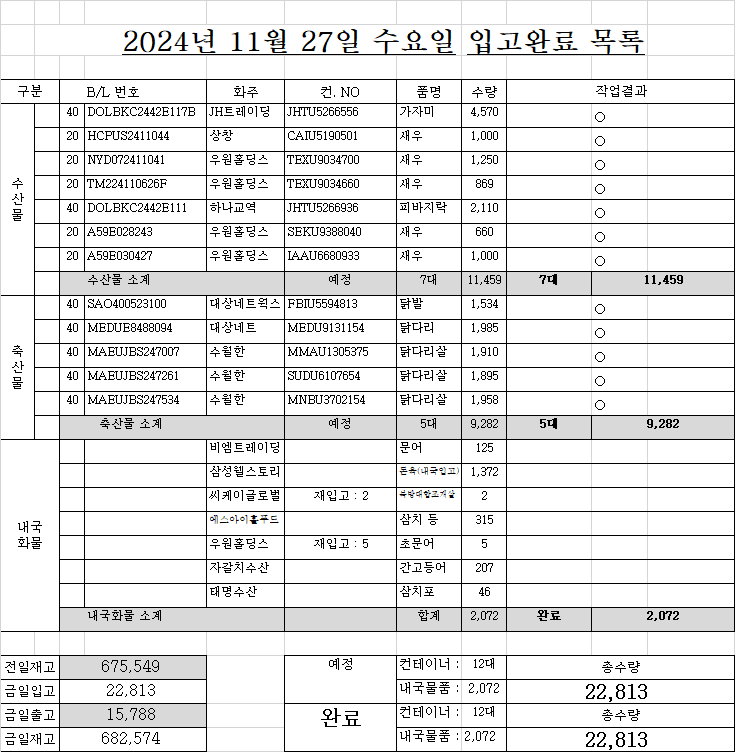 2024년 11월 27일 수요일 입고완료 목록
구분 B/L 번호 화주 컨. NO 품명 수량 작업결과
수산물
40 DOLBKC2442E117B JH트레이딩 JHTU5266556 가자미 4,570 ○
20 HCPUS2411044 상창 CAIU5190501 새우 1,000 ○
20 NYD072411041 우원홀딩스 TEXU9034700 새우 1,250 ○
20 TM224110626F 우원홀딩스 TEXU9034660 새우 869 ○
40 DOLBKC2442E111 하나교역 JHTU5266936 피바지락 2,110 ○
20 A59E028243 우원홀딩스 SEKU9388040 새우 660 ○
20 A59E030427 우원홀딩스 IAAU6680933 새우 1,000 ○
수산물 소계 예정 7대 11,459 7대 11,459
축산물
40 SAO400523100 대상네트웍스 FBIU5594813 닭발 1,534 ○
40 MEDUE8488094 대상네트 MEDU9131154 닭다리 1,985 ○
40 MAEUJBS247007 수월한 MMAU1305375 닭다리살 1,910 ○
40 MAEUJBS247261 수월한 SUDU6107654 닭다리살 1,895 ○
40 MAEUJBS247534 수월한 MNBU3702154 닭다리살 1,958 ○
축산물 소계 예정 5대 9,282 5대 9,282
내국
화물
비엠트레이딩 문어 125
삼성웰스토리 돈육(내국입고) 1,372
씨케이글로벌 재입고 : 2 북방대합조개살 2
에스아이홀푸드 삼치 등 315
우원홀딩스 재입고 : 5 초문어 5
자갈치수산 간고등어 207
태명수산 삼치포 46
내국화물 소계 합계 2,072 완료 2,072
전일재고 675,549 예정 컨테이너 : 12대 총수량
금일입고 22,813 내국물품 : 2,072 22,813
금일출고 15,788 완료 컨테이너 : 12대 총수량
금일재고 682,574 내국물품 : 2,072 22,813